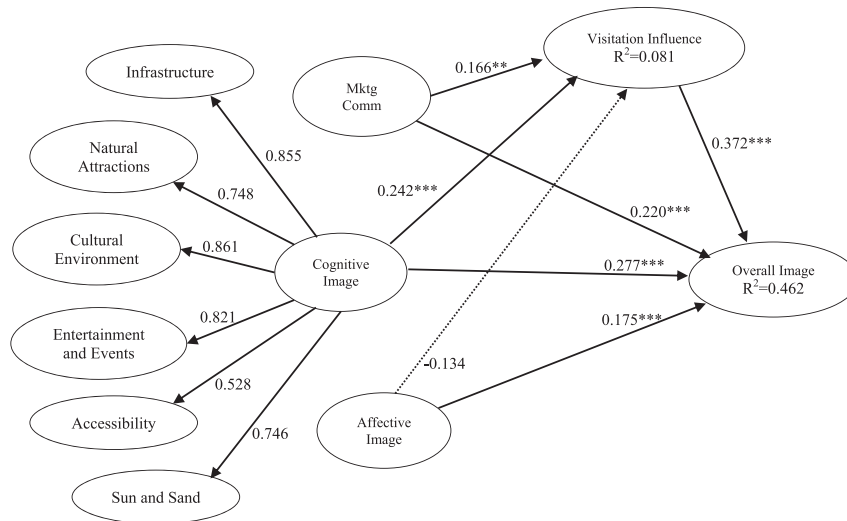 Visitation Influence
R²=0.081
Infrastructure
0.166**
Mktg
Comm
Natural
Attractions
0.855
0.372***
0.748
0.242***
0.220***
Cultural
Environment
0.861
Cognitive
Image
0.277***
Overall Image
R²=0.462
Entertainment
and Events
0.821
0.175***
-0.134
0.528
Accessibility
0.746
Affective
Image
Sun and Sand